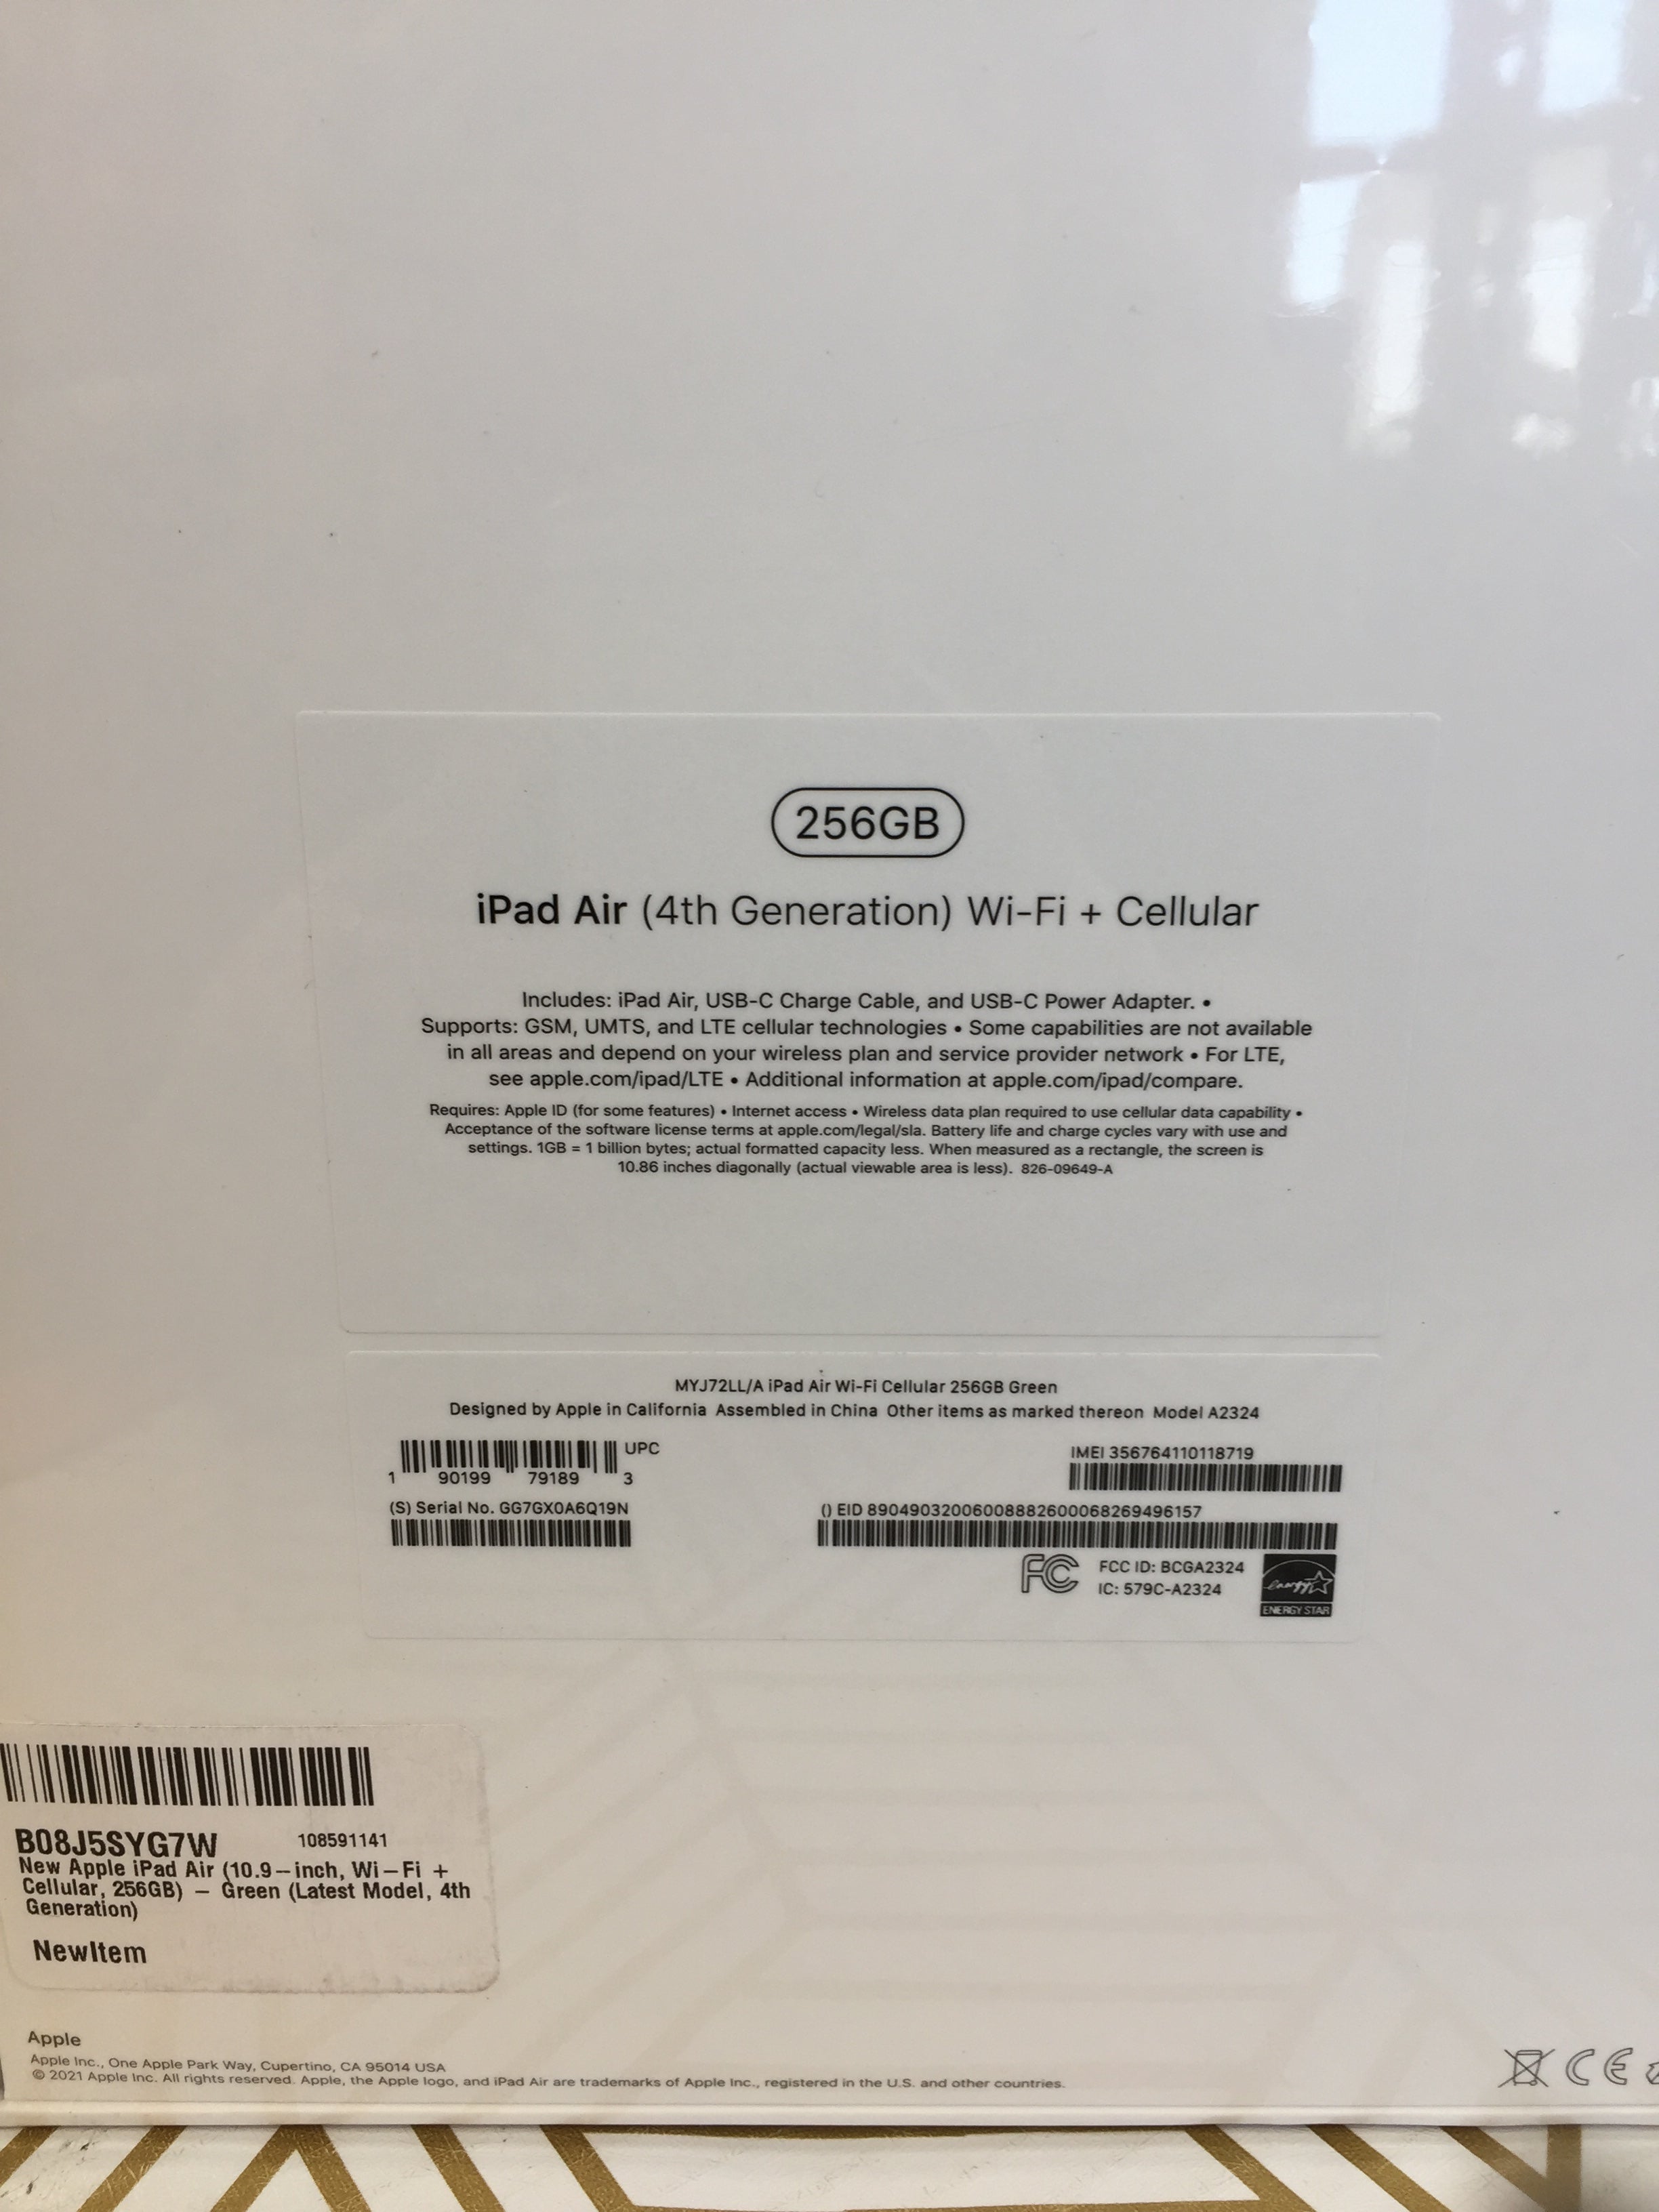 256GB
iPad Air (4th Generation) Wi-Fi + Cellular
Includes: iPad Air, USB-C Charge Cable, and USB-C Power Adapter. •
Supports: GSM, UMTS, and LTE cellular technologies • Some capabilities are not available
in all areas and depend on your wireless plan and service provider network • For LTE,
see apple.com/ipad/LTE • Additional information at apple.com/ipad/compare.
Requires: Apple ID (for some features) • Internet access • Wireless data plan required to use cellular data capability •
Acceptance of the software license terms at apple.com/legal/sla. Battery life and charge cycles vary with use and
settings. 1GB = 1 billion bytes; actual formatted capacity less. When measured as a rectangle, the screen is
10.86 inches diagonally (actual viewable area is less). 826-09649-A
MYJ72LL/A iPad Air Wi-Fi Cellular 256GB Green
Designed by Apple in California Assembled in China Other items as marked thereon Model A2324
UPC
1 90199 79189 3
IMEI 356764110118719
(S) Serial No. GG7GX0A6Q19N
() EID 89049032006008882600068269496157
FC FCC ID: BCGA2324
IC: 579C-A2324
energy
ENERGY STAR
B08J5SYG7W 108591141
New Apple iPad Air (10.9-inch, Wi-Fi +
Cellular, 256GB) - Green (Latest Model, 4th
Generation)
NewItem
Apple
Apple Inc., One Apple Park Way, Cupertino, CA 95014 USA
© 2021 Apple Inc. All rights reserved. Apple, the Apple logo, and iPad Air are trademarks of Apple Inc., registered in the U.S. and other countries.
CE